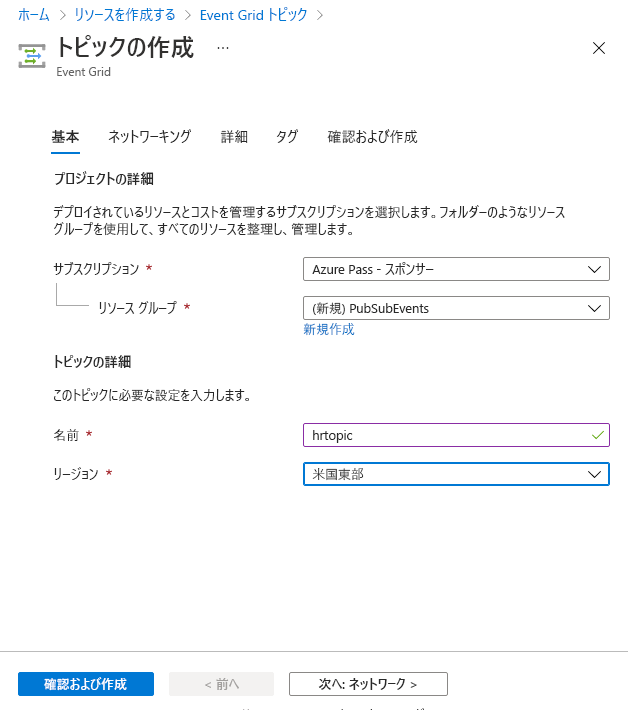 ホーム > リソースを作成する > Event Grid トピック >
トピックの作成 …
Event Grid
基本 ネットワーキング 詳細 タグ 確認および作成
プロジェクトの詳細
デプロイされているリソースとコストを管理するサブスクリプションを選択します。フォルダーのようなリソース
グループを使用して、すべてのリソースを整理し、管理します。
サブスクリプション * Azure Pass - スポンサー
リソース グループ * (新規) PubSubEvents
新規作成
トピックの詳細
このトピックに必要な設定を入力します。
名前 * hrtopic
リージョン * 米国東部
確認および作成 < 前へ 次へ: ネットワーク >